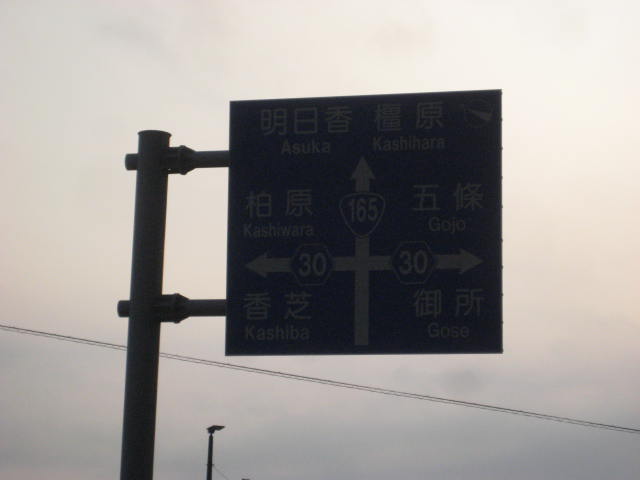 明日香 橿原
Asuka Kashihara
柏原 165 五條
Kashiwara Gojo
30 30
香芝 御所
Kashiba Gose